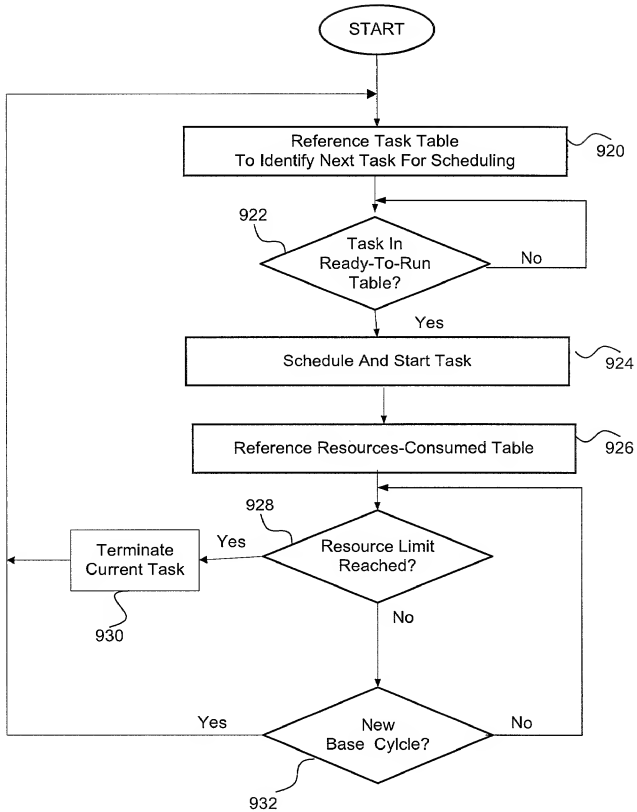 START
Reference Task Table
To Identify Next Task For Scheduling
920
922
Task In
Ready-To-Run
Table?
No
Yes
Schedule And Start Task
924
Reference Resources-Consumed Table
926
928
Resource Limit
Reached?
Yes
Terminate
Current Task
930
No
New
Base Cylcle?
Yes
No
932